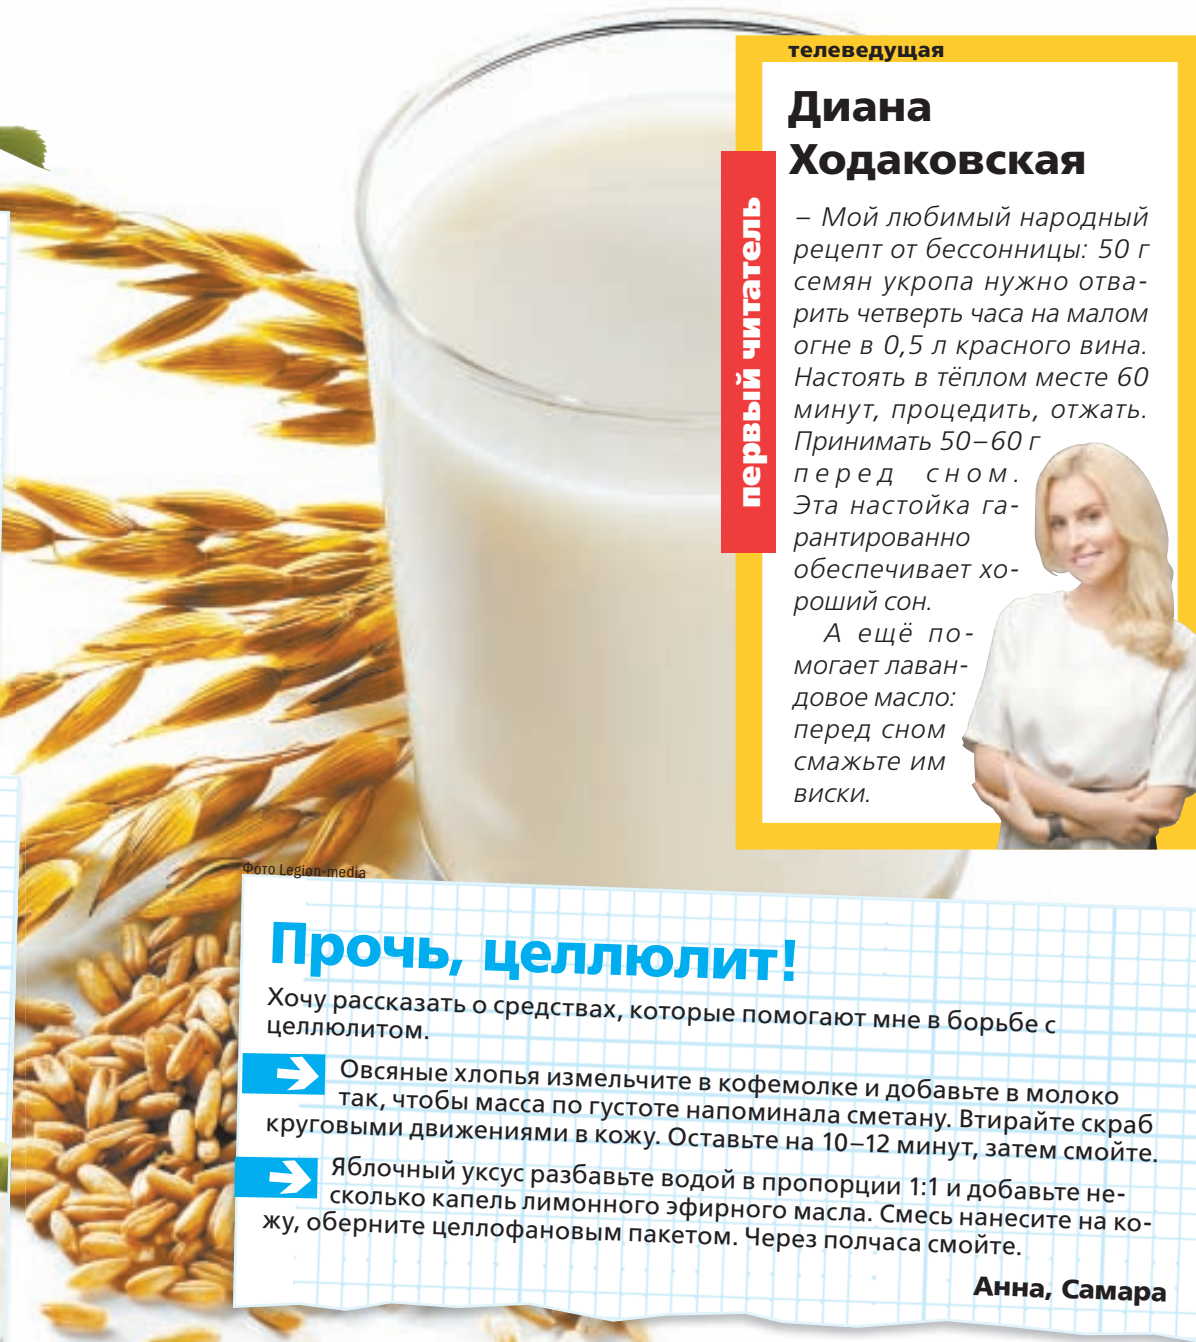 телеведущая
Диана
Ходаковская
первый читатель
– Мой любимый народный
рецепт от бессонницы: 50 г
семян укропа нужно отва-
рить четверть часа на малом
огне в 0,5 л красного вина.
Настоять в тёплом месте 60
минут, процедить, отжать.
Принимать 50–60 г
перед сном.
Эта настойка га-
рантированно
обеспечивает хо-
роший сон.
А ещё по-
могает лаван-
довое масло:
перед сном
смажьте им
виски.
Фото Legion-media
Прочь, целлюлит!
Хочу рассказать о средствах, которые помогают мне в борьбе с
целлюлитом.
Овсяные хлопья измельчите в кофемолке и добавьте в молоко
так, чтобы масса по густоте напоминала сметану. Втирайте скраб
круговыми движениями в кожу. Оставьте на 10–12 минут, затем смойте.
Яблочный уксус разбавьте водой в пропорции 1:1 и добавьте не-
сколько капель лимонного эфирного масла. Смесь нанесите на ко-
жу, оберните целлофановым пакетом. Через полчаса смойте.
Анна, Самара